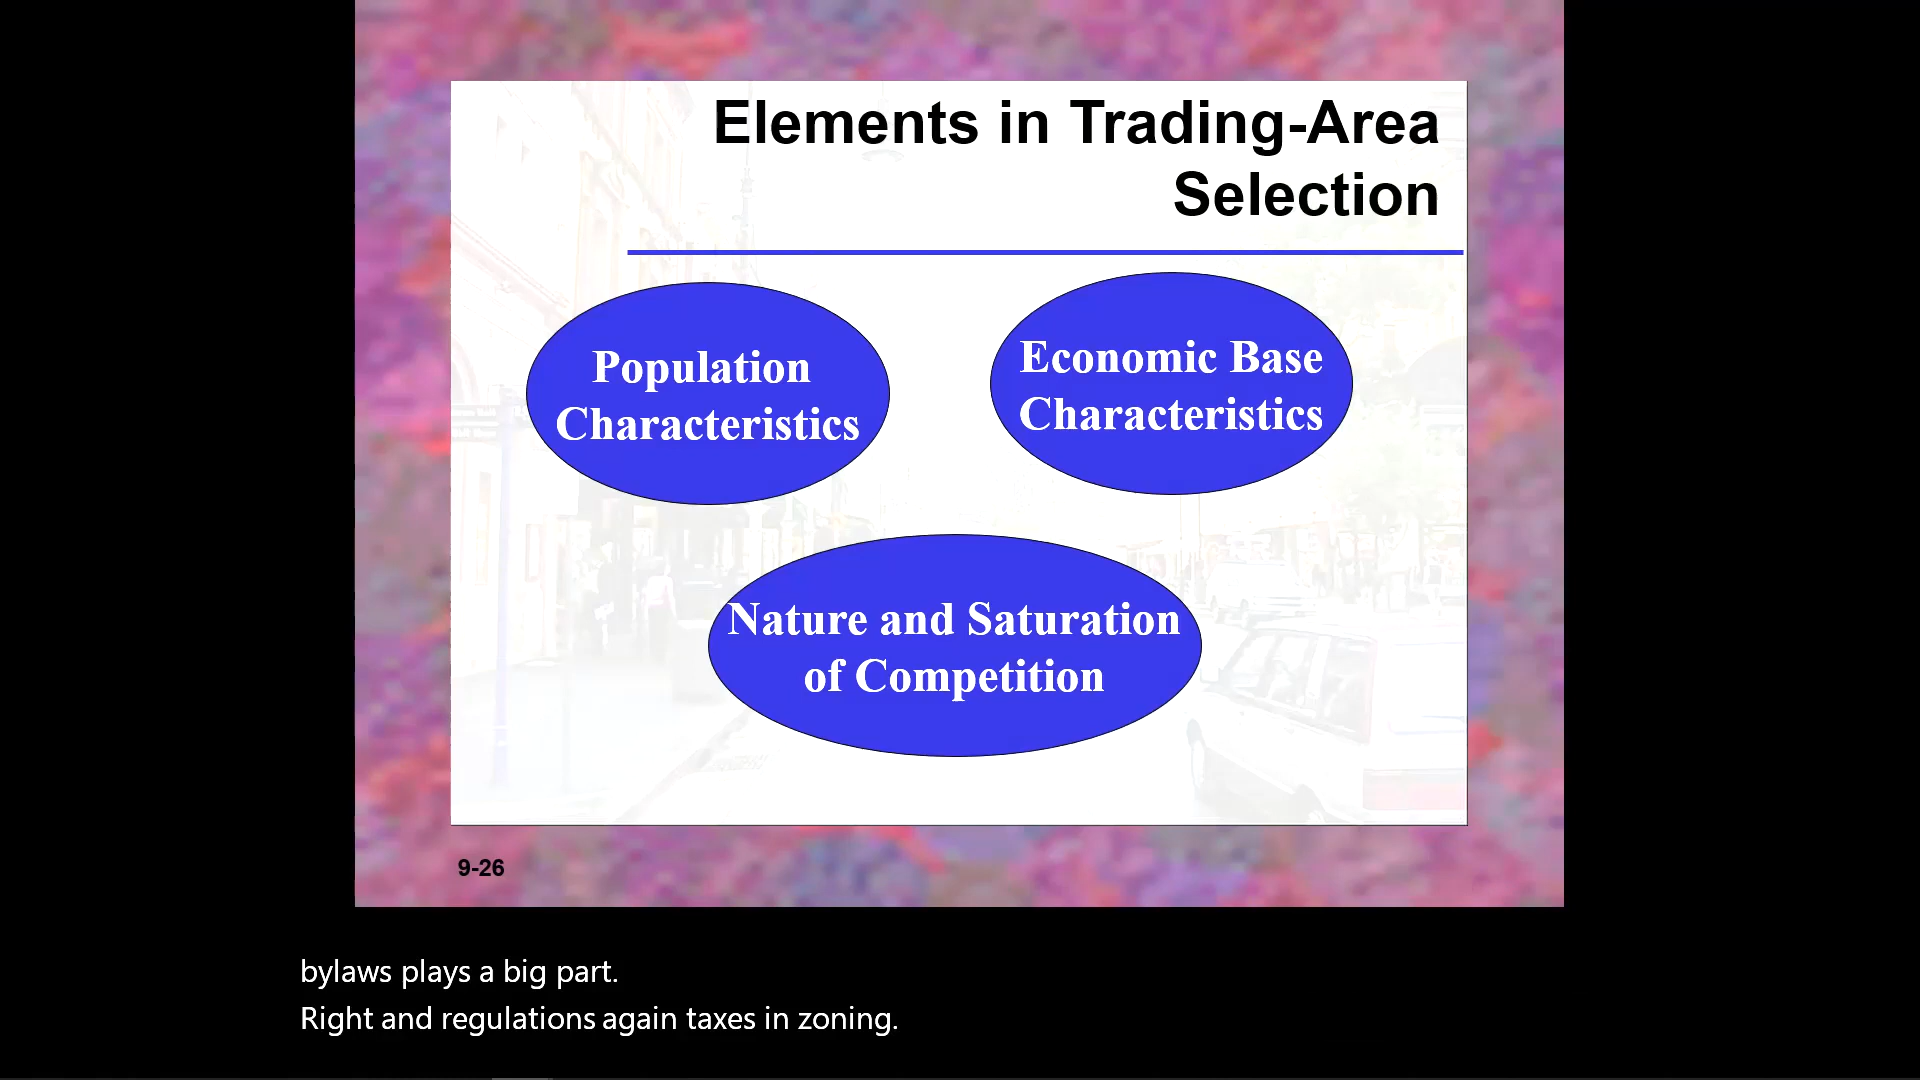 Elements in Trading-Area
Selection
Population
Characteristics
Economic Base
Characteristics
Nature and Saturation
of Competition
9-26
bylaws plays a big part.
Right and regulations again taxes in zoning.